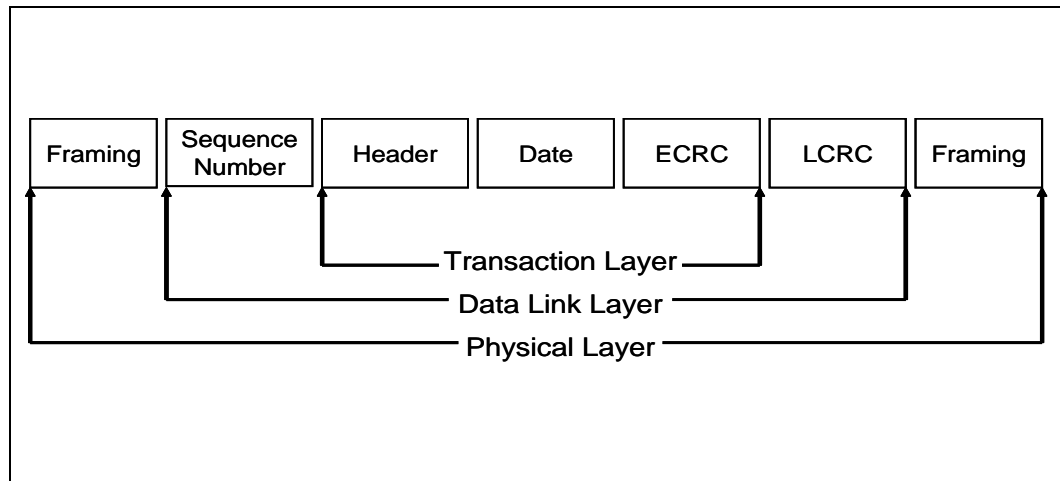 Framing
Sequence
Number
Header
Date
ECRC
LCRC
Framing
Transaction Layer
Data Link Layer
Physical Layer